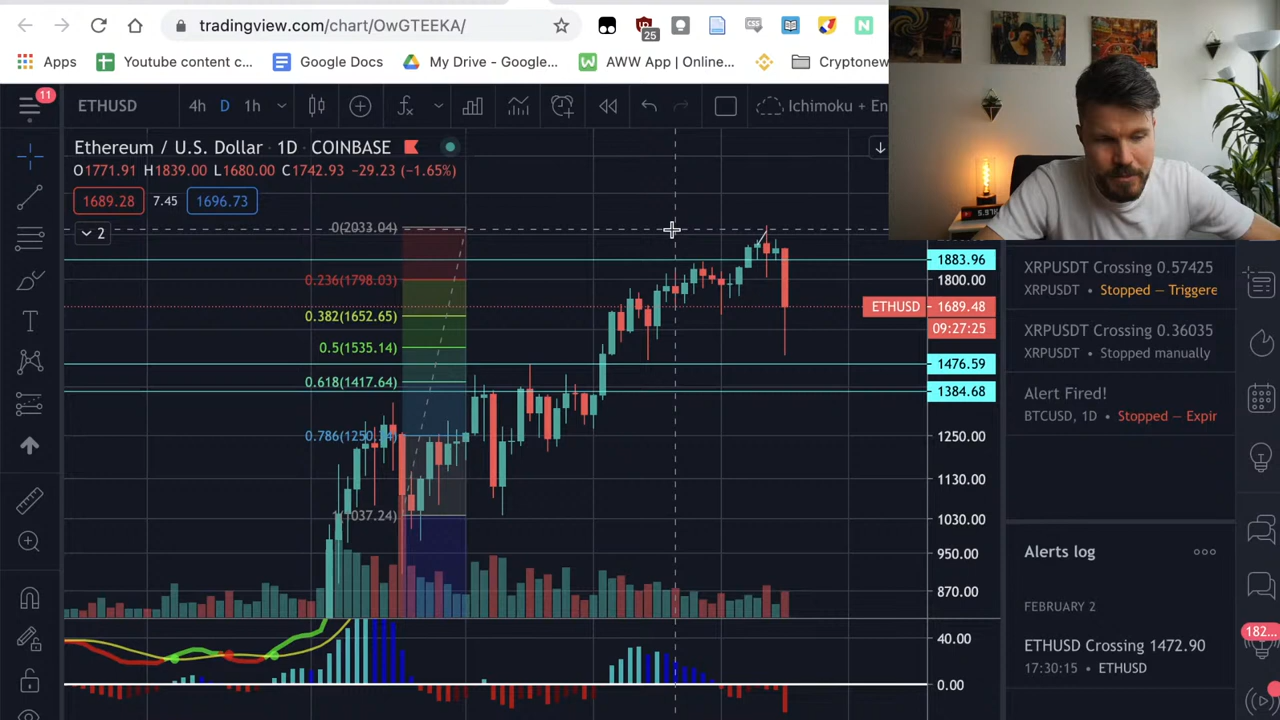 tradingview.com/chart/OwGTEEKA/
25
CSS
N
Apps
Youtube content c...
Google Docs
My Drive - Google...
AWW App | Online...
Cryptonew
11
ETHUSD
4h
D
1h
Ichimoku + En
Ethereum / U.S. Dollar · 1D · COINBASE
O1771.91 H1839.00 L1680.00 C1742.93 -29.23 (-1.65%)
1689.28
7.45
1696.73
2
0(2033.04)
0.236(1798.03)
0.382(1652.65)
0.5(1535.14)
0.618(1417.64)
1(1037.24)
1883.96
1800.00
ETHUSD
1689.48
09:27:25
1476.59
1384.68
1250.00
1130.00
1030.00
950.00
870.00
40.00
0.00
XRPUSDT Crossing 0.57425
XRPUSDT • Stopped — Triggere
XRPUSDT Crossing 0.36035
XRPUSDT • Stopped manually
Alert Fired!
BTCUSD, 1D • Stopped — Expir
Alerts log
FEBRUARY 2
ETHUSD Crossing 1472.90
17:30:15 • ETHUSD
182...